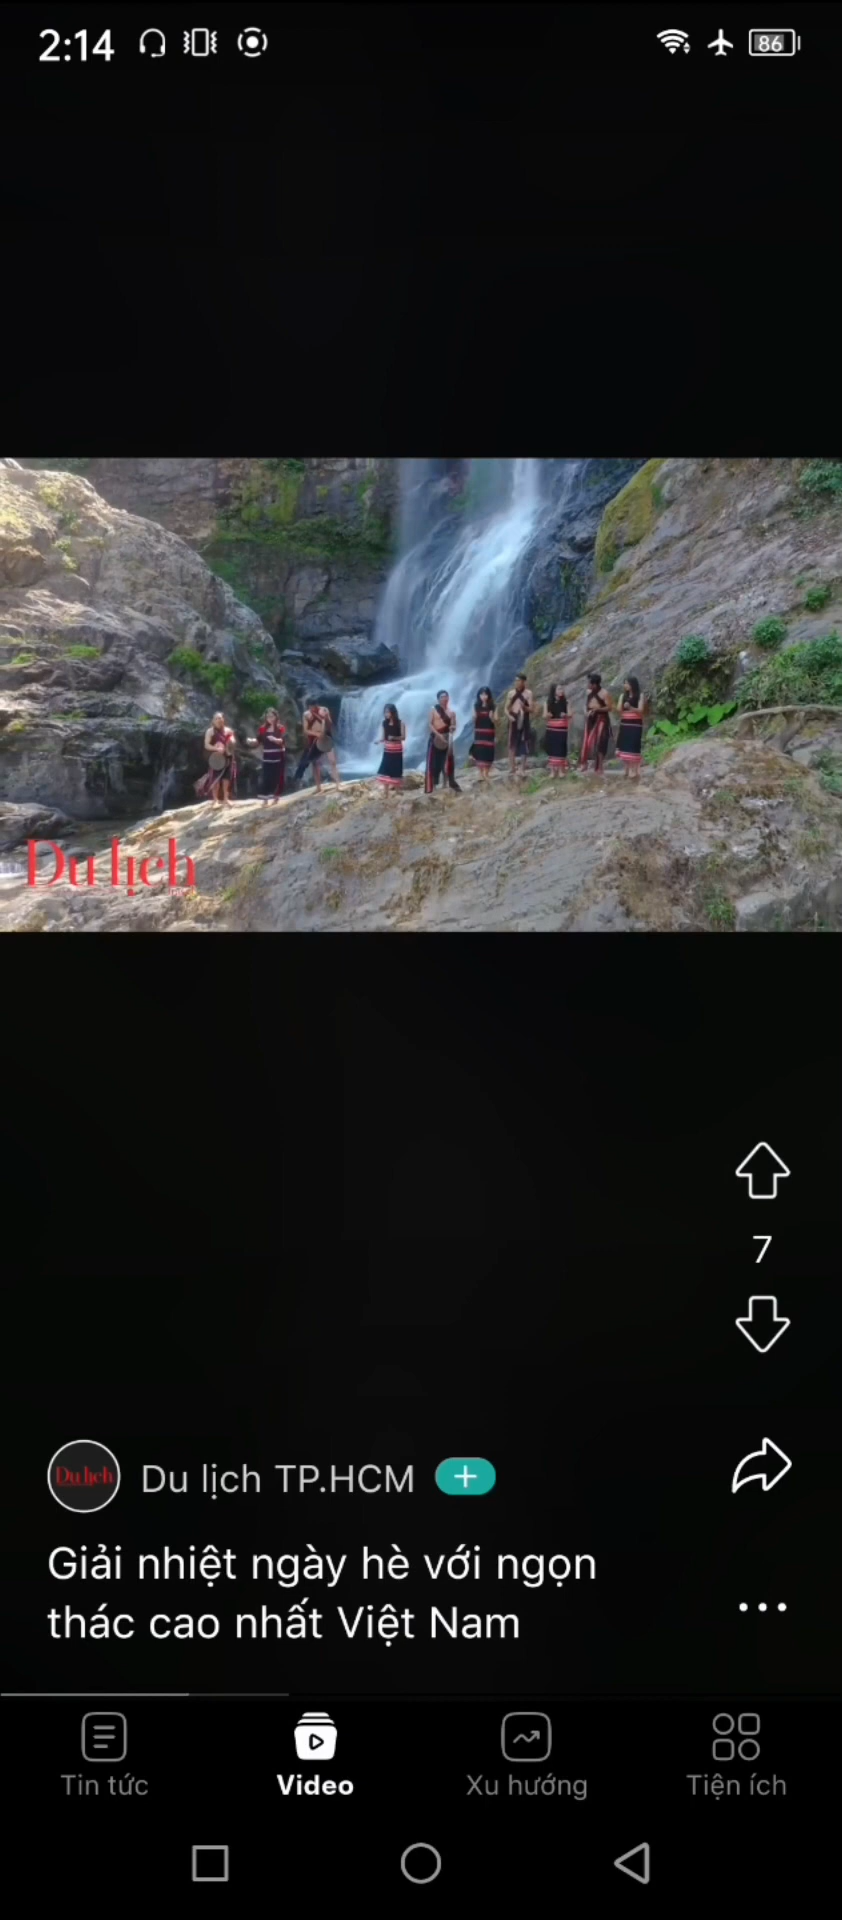 2:14
86
Du lịch
7
Du lịch
Du lịch TP.HCM
Giải nhiệt ngày hè với ngọn
thác cao nhất Việt Nam
Tin tức
Video
Xu hướng
Tiện ích